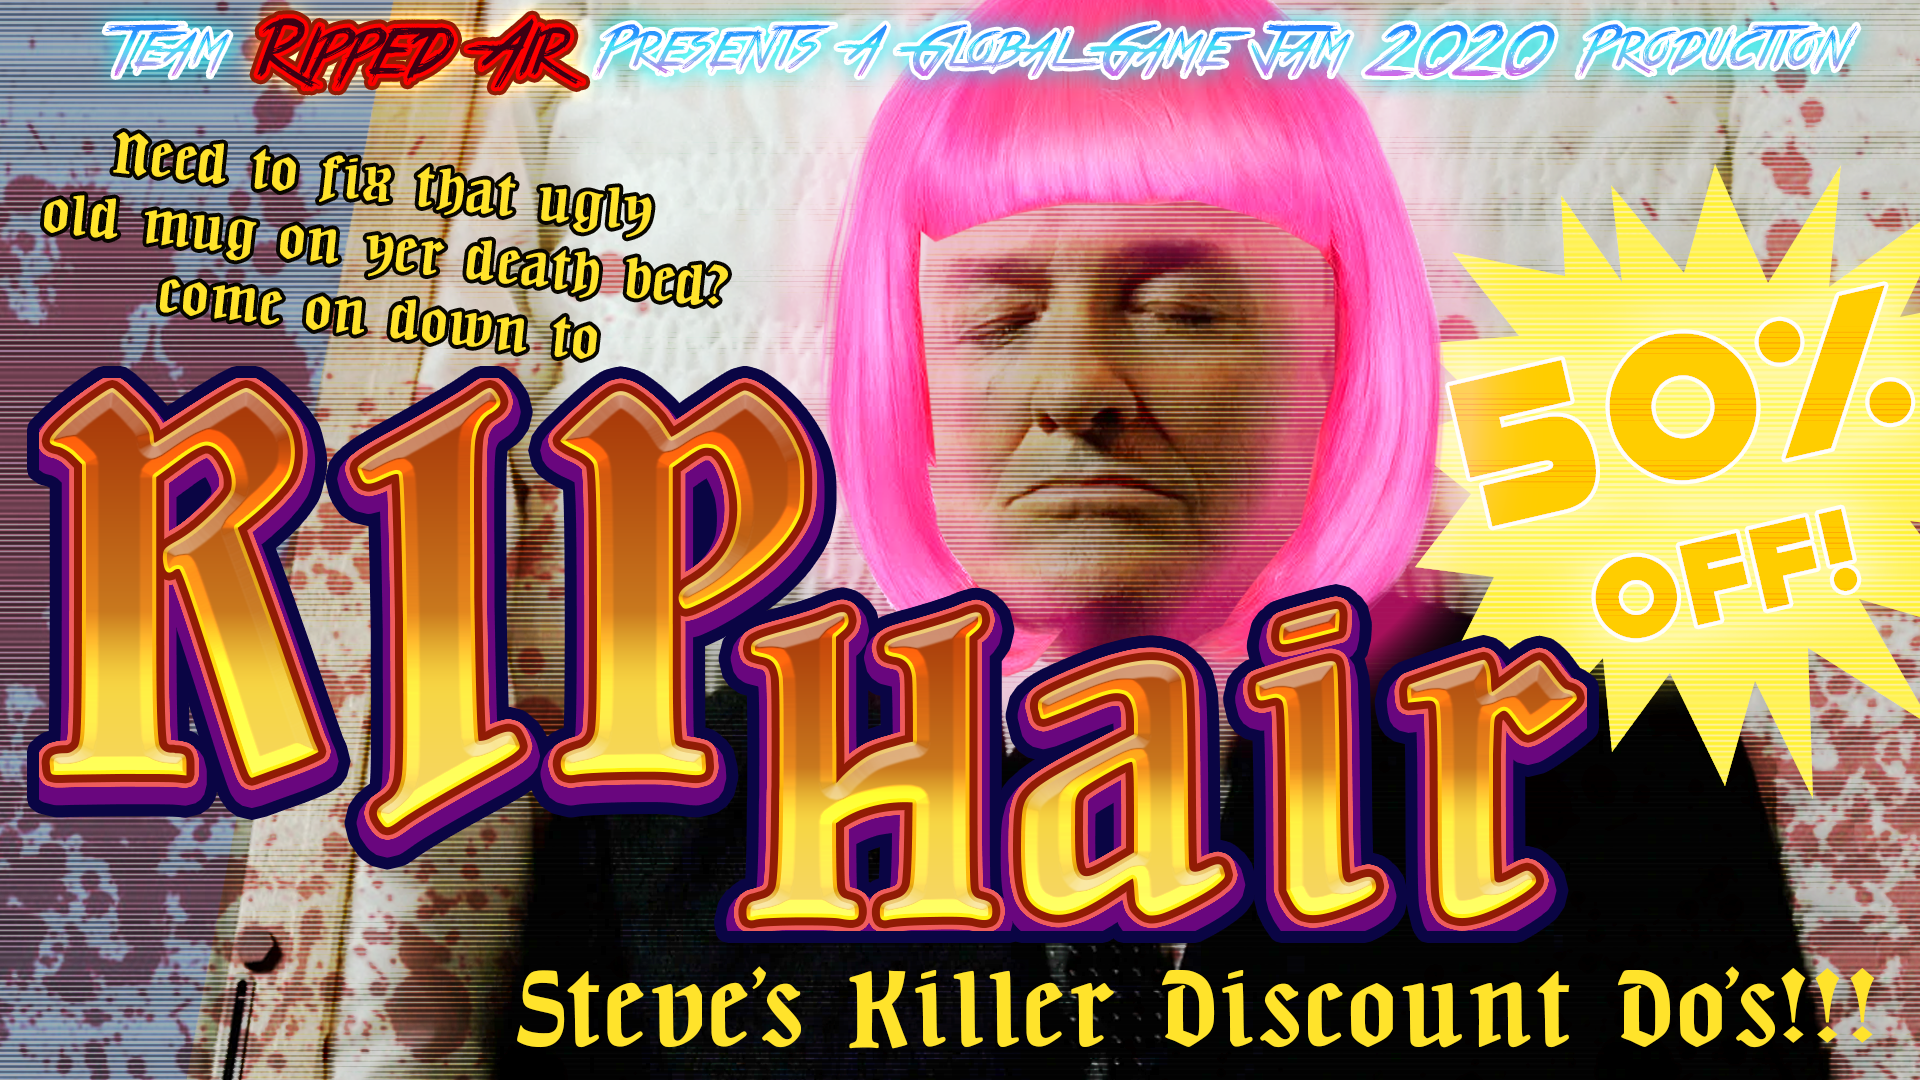 Team Ripped Air Presents A Global Game Jam 2020 Production
Need to fix that ugly
old mug on yer death bed?
come on down to
RIP
Hair
50%
OFF!
Steve's Killer Discount Do's!!!